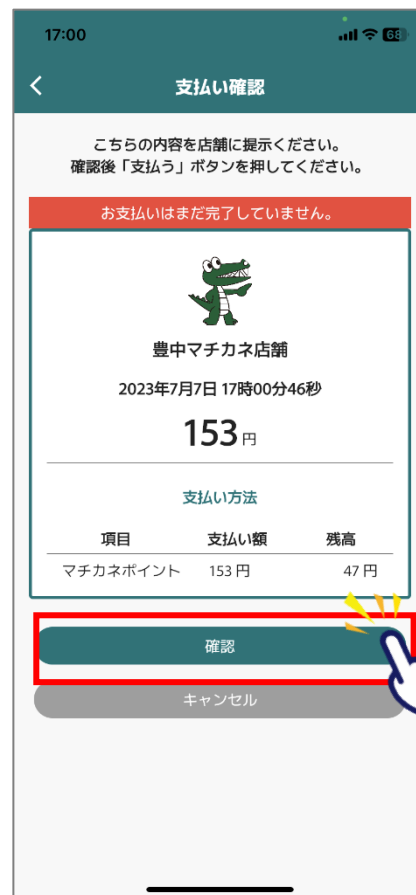 17:00
68
支払い確認
こちらの内容を店舗に提示ください。
確認後「支払う」ボタンを押してください。
お支払いはまだ完了していません。
豊中マチカネ店舗
2023年7月7日 17時00分46秒
153 円
支払い方法
項目 支払い額 残高
マチカネポイント 153 円 47 円
確認
キャンセル